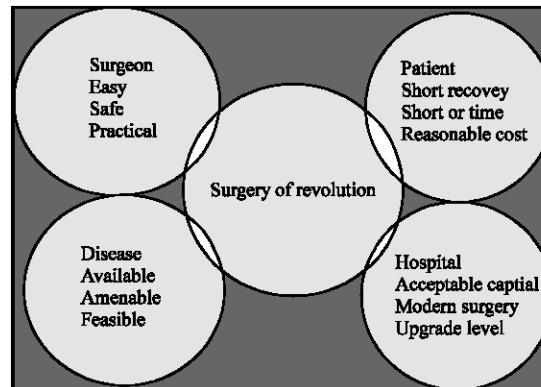 Surgeon
Easy
Safe
Practical
Patient
Short recovey
Short or time
Reasonable cost
Surgery of revolution
Disease
Available
Amenable
Feasible
Hospital
Acceptable captial
Modern surgery
Upgrade level